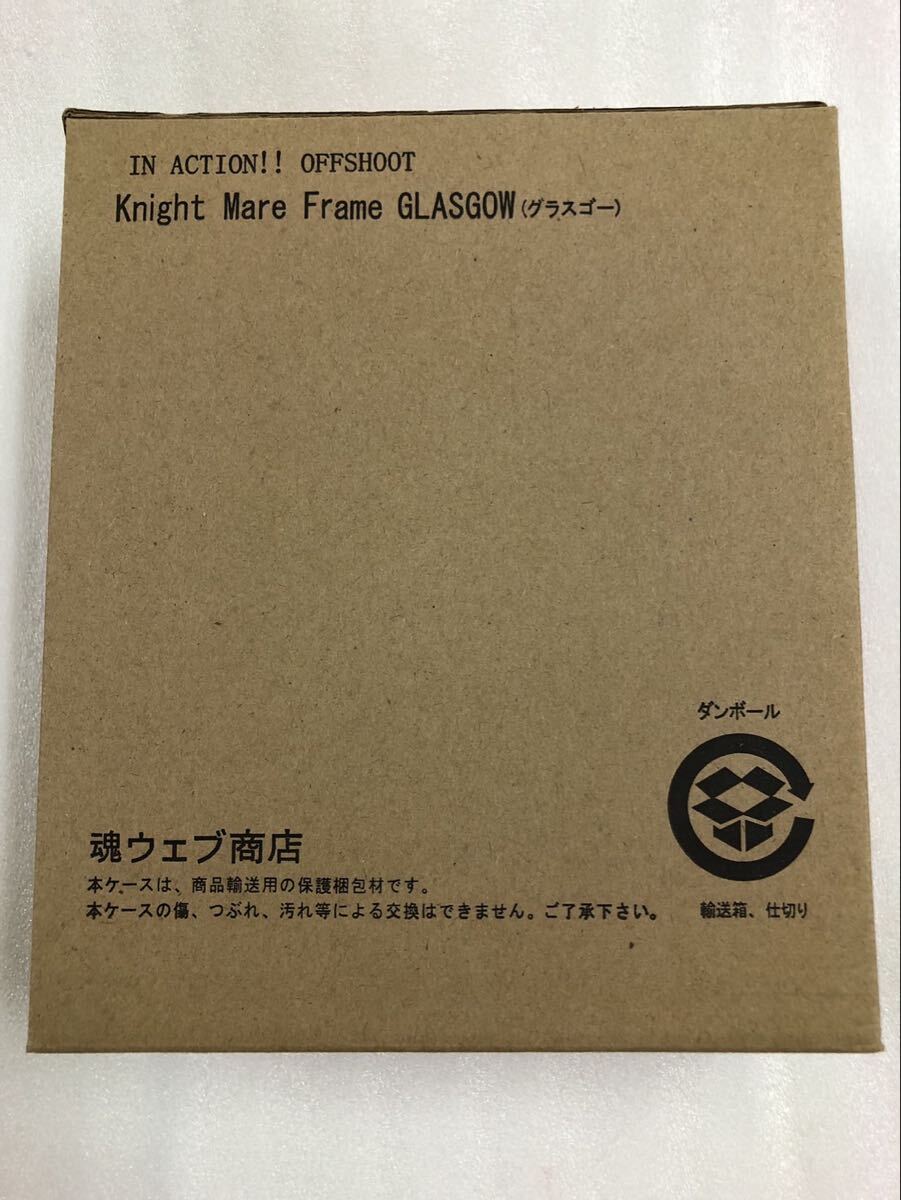 IN ACTION!! OFFSHOOT
Knight Mare Frame GLASGOW(グラスゴー)
ダンボール
魂ウェブ商店
本ケースは、商品輸送用の保護梱包材です。
本ケースの傷、つぶれ、汚れ等による交換はできません。ご了承下さい。
輸送箱、仕切り